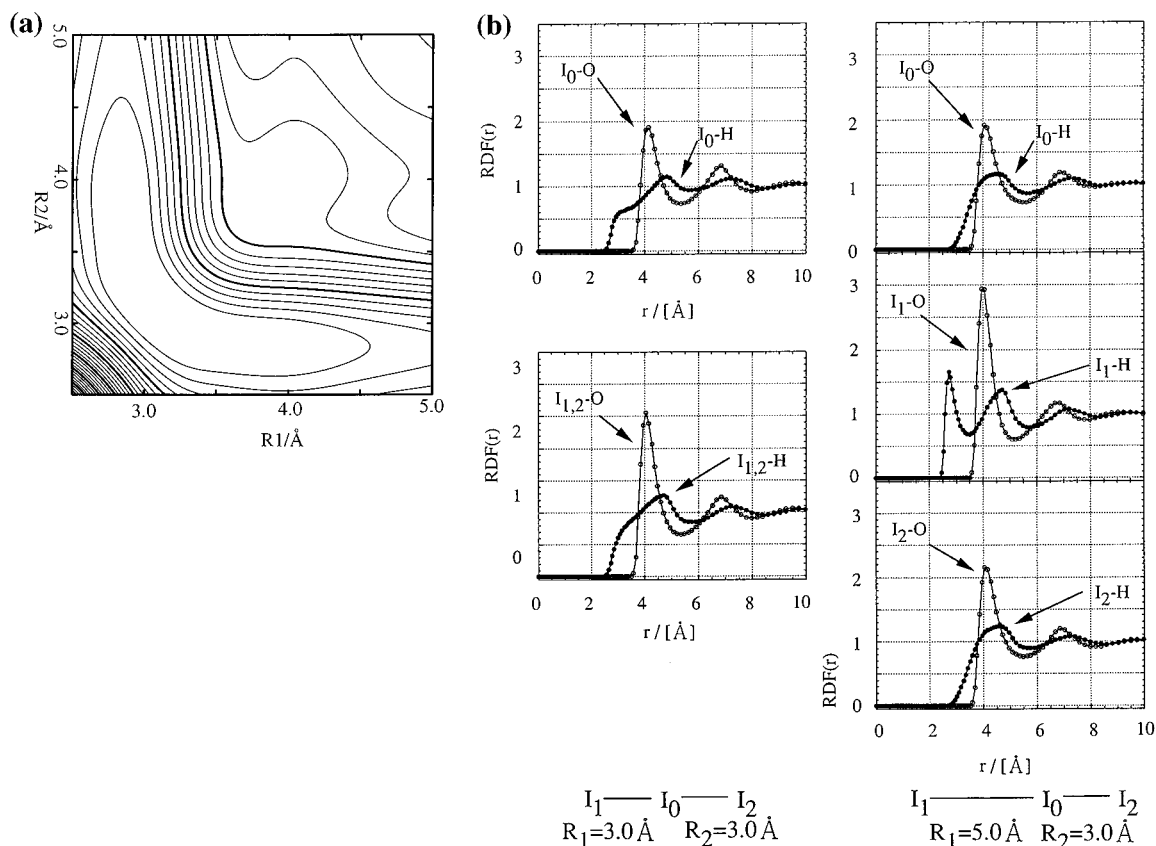 (a)
5.0
4.0
3.0
R2/Å
3.0
4.0
5.0
R1/Å
(b)
3
2
1
0
RDF(r)
I0-O
I0-H
0 2 4 6 8 10
r / [Å]
3
2
1
0
RDF(r)
I1,2-O
I1,2-H
0 2 4 6 8 10
r / [Å]
I1 I0 I2
R1=3.0 Å R2=3.0 Å
3
2
1
0
I0-O
I0-H
3
2
1
0
I1-O
I1-H
3
2
1
0
RDF(r)
I2-O
I2-H
0 2 4 6 8 10
r / [Å]
I1 I0 I2
R1=5.0 Å R2=3.0 Å